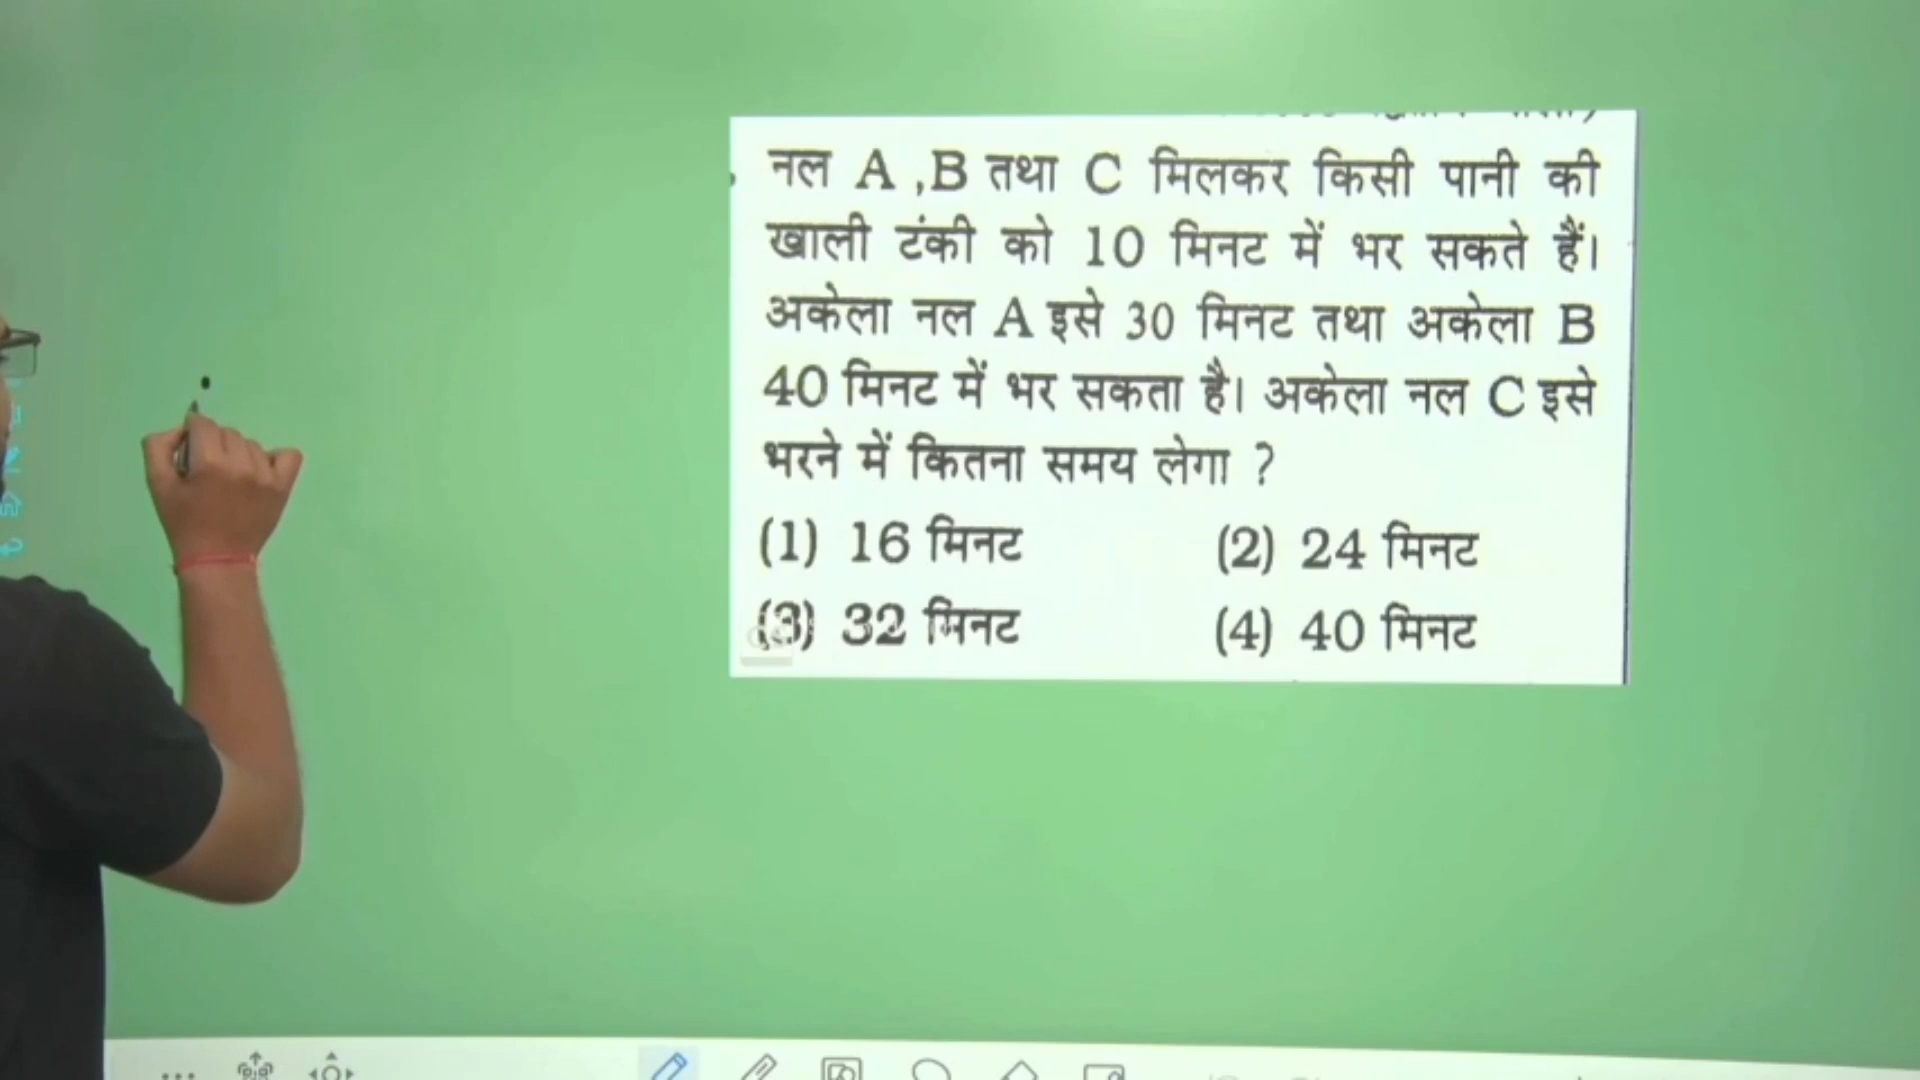 नल A ,B तथा C मिलकर किसी पानी की
खाली टंकी को 10 मिनट में भर सकते हैं।
अकेला नल A इसे 30 मिनट तथा अकेला B
40 मिनट में भर सकता है। अकेला नल C इसे
भरने में कितना समय लेगा ?
(1) 16 मिनट (2) 24 मिनट
(3) 32 मिनट (4) 40 मिनट